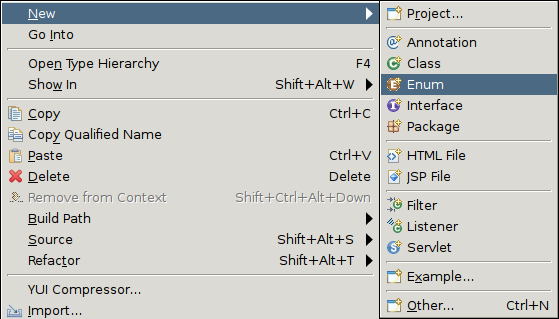 New
Go Into
Open Type Hierarchy F4
Show In Shift+Alt+W
Copy Ctrl+C
Copy Qualified Name
Paste Ctrl+V
Delete Delete
Remove from Context Shift+Ctrl+Alt+Down
Build Path
Source Shift+Alt+S
Refactor Shift+Alt+T
YUI Compressor...
Import...
Project...
Annotation
Class
Enum
Interface
Package
HTML File
JSP File
Filter
Listener
Servlet
Example...
Other... Ctrl+N